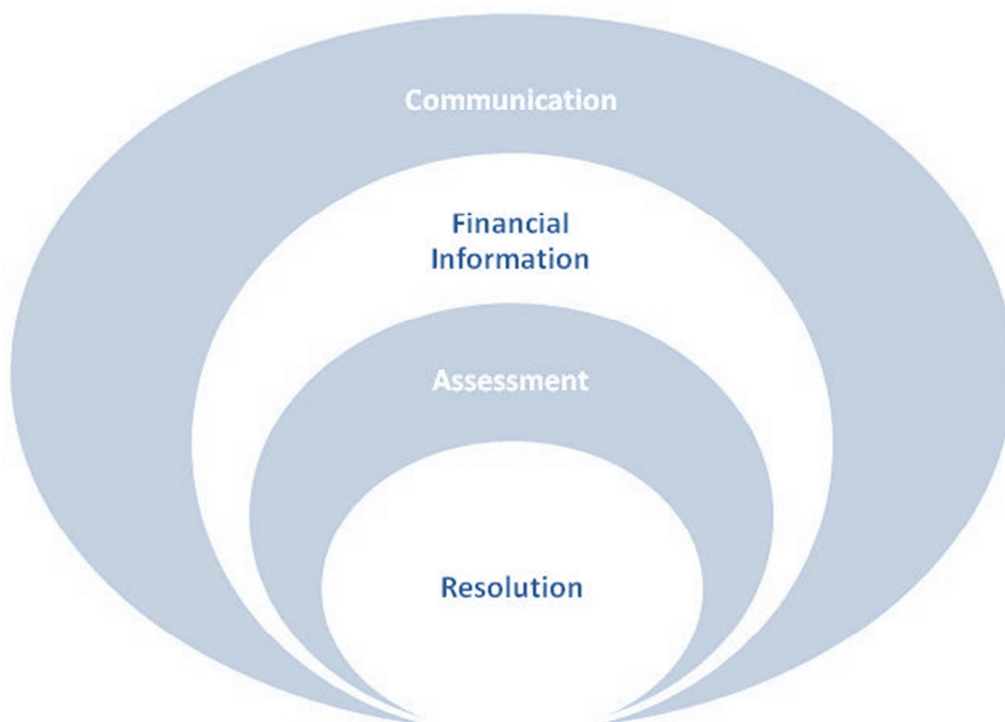 Communication
Financial
Information
Assessment
Resolution